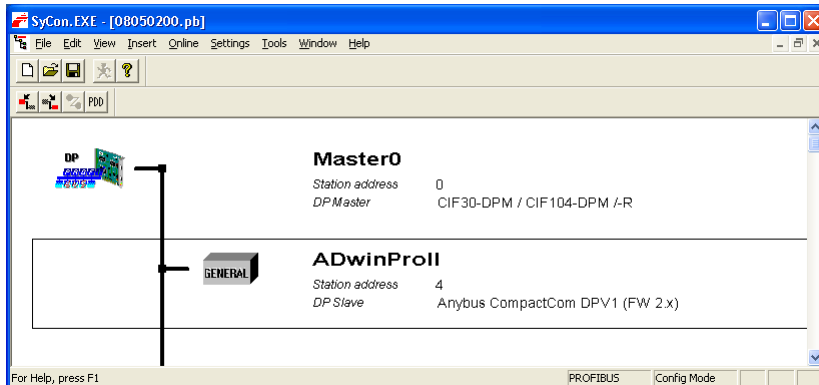 SyCon.EXE - [08050200.pb]
File Edit View Insert Online Settings Tools Window Help
PDD
DP
Master0
Station address 0
DP Master CIF30-DPM / CIF104-DPM /-R
GENERAL
ADwinProII
Station address 4
DP Slave Anybus CompactCom DPV1 (FW 2.x)
For Help, press F1 PROFIBUS Config Mode